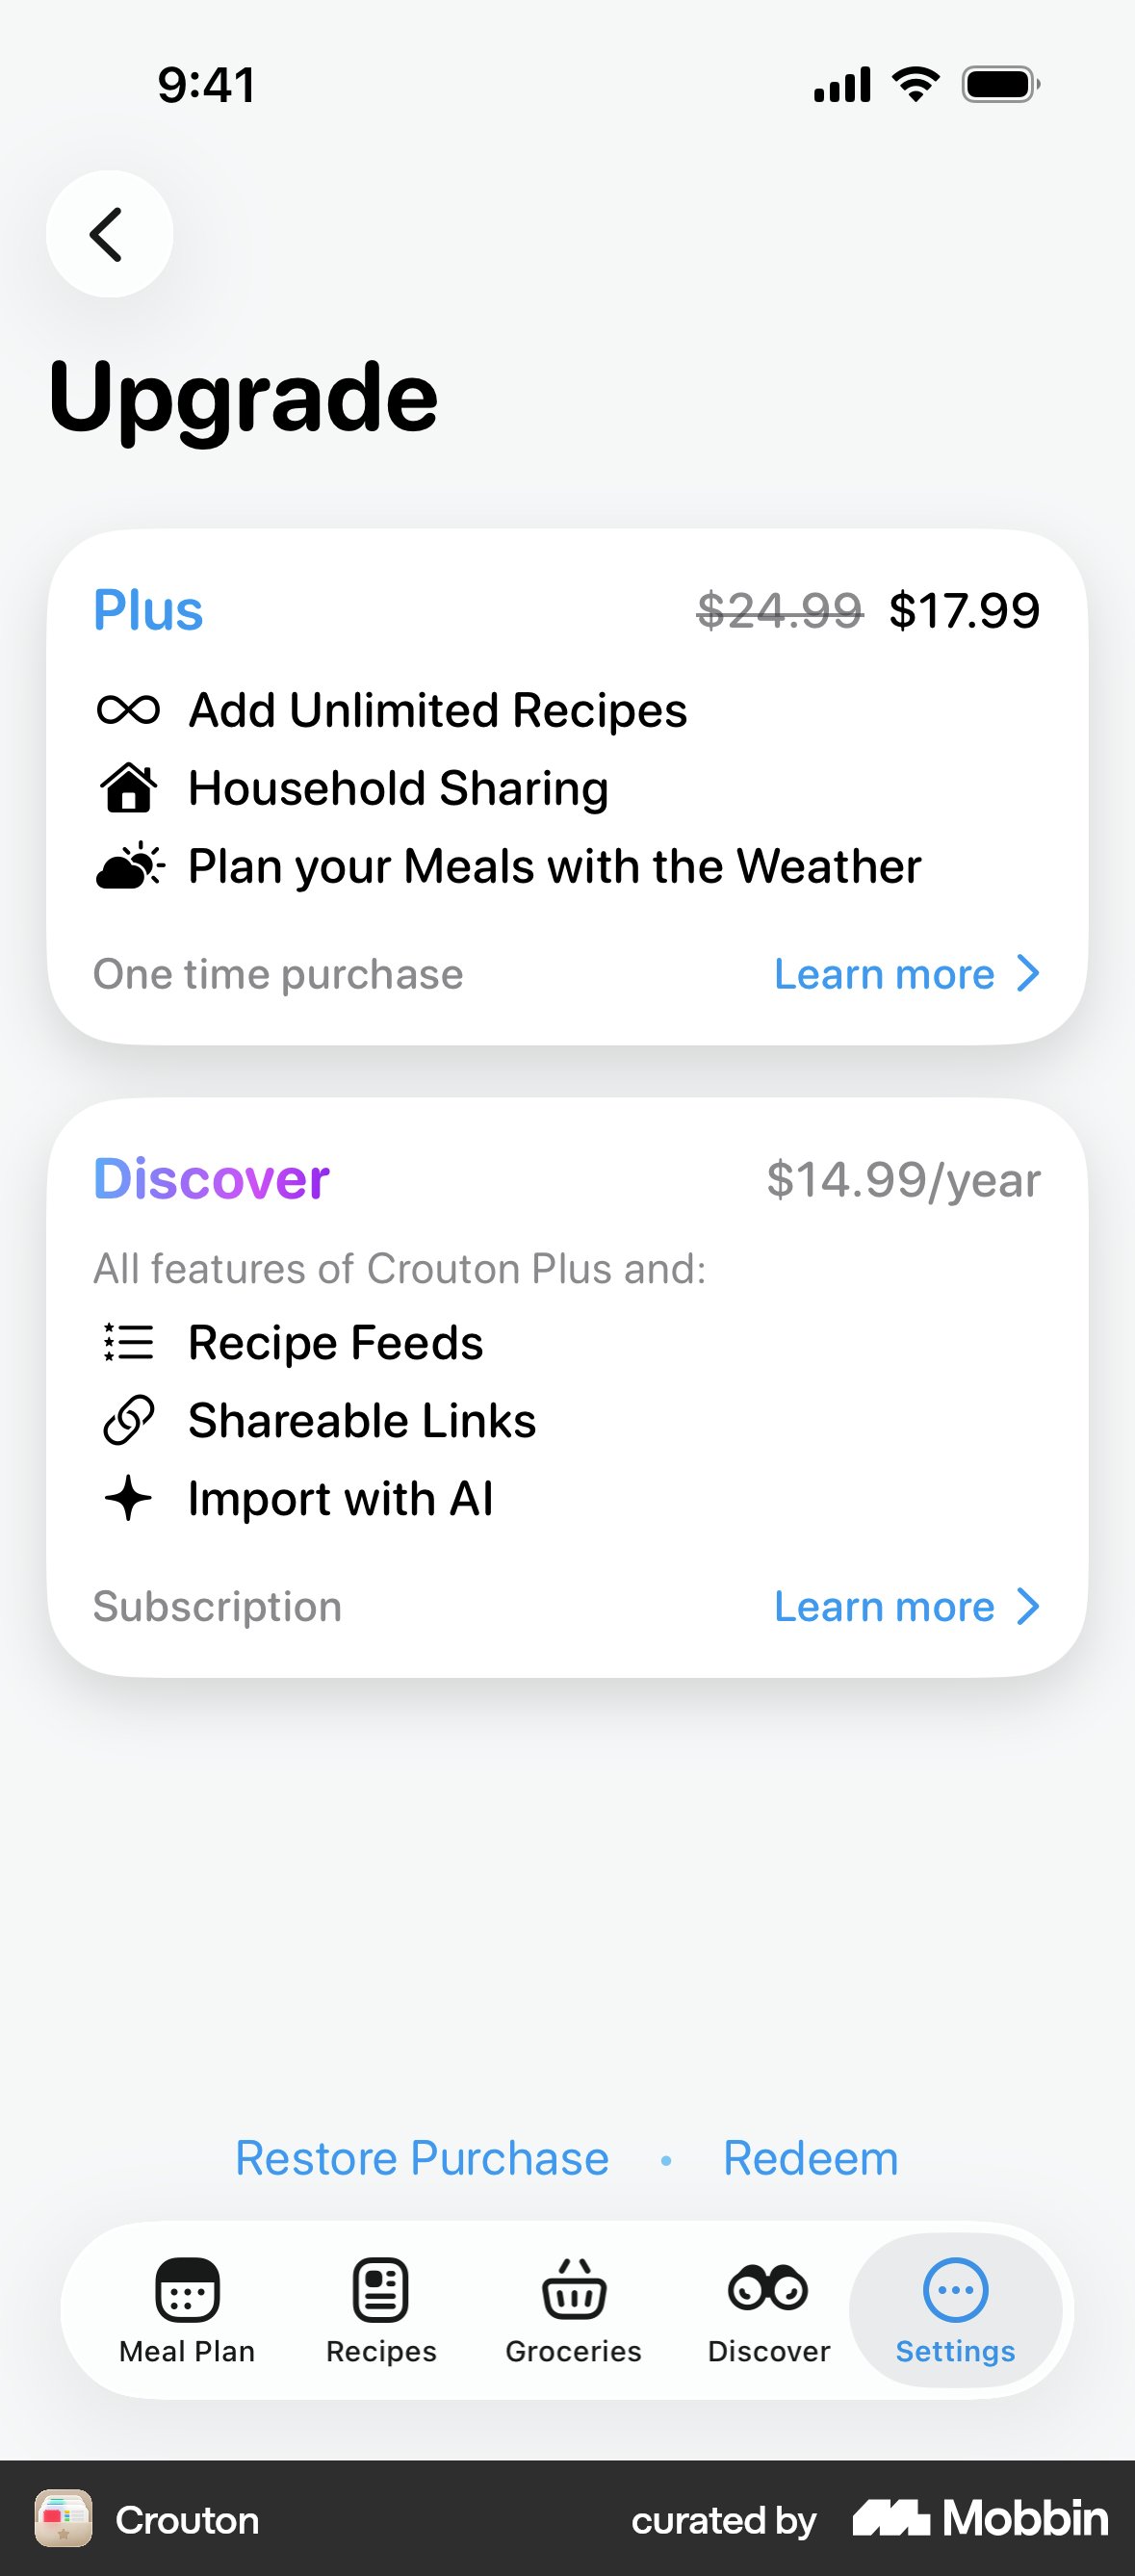 9:41
Upgrade
Plus $24.99 $17.99
Add Unlimited Recipes
Household Sharing
Plan your Meals with the Weather
One time purchase Learn more
Discover $14.99/year
All features of Crouton Plus and:
Recipe Feeds
Shareable Links
Import with AI
Subscription Learn more
Restore Purchase • Redeem
Meal Plan Recipes Groceries Discover Settings
Crouton curated by Mobbin